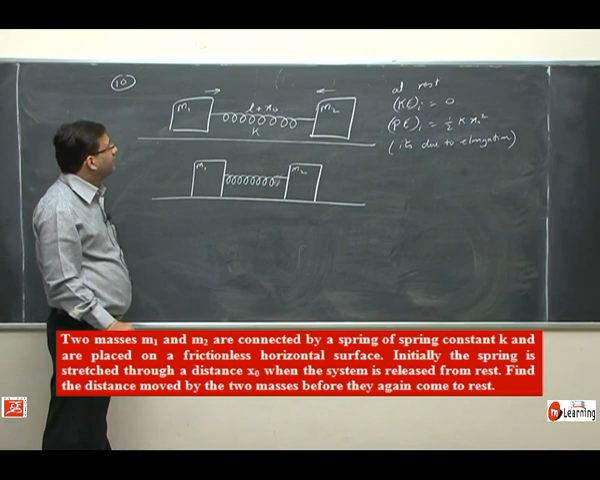 10
at rest
l + x₀
(KE)i = 0
m₁
m₂
K
(PE)i = ½ K x₀²
(its due to elongation)
m₁
m₂
Two masses m₁ and m₂ are connected by a spring of spring constant k and
are placed on a frictionless horizontal surface. Initially the spring is
stretched through a distance x₀ when the system is released from rest. Find
the distance moved by the two masses before they again come to rest.
m Learning